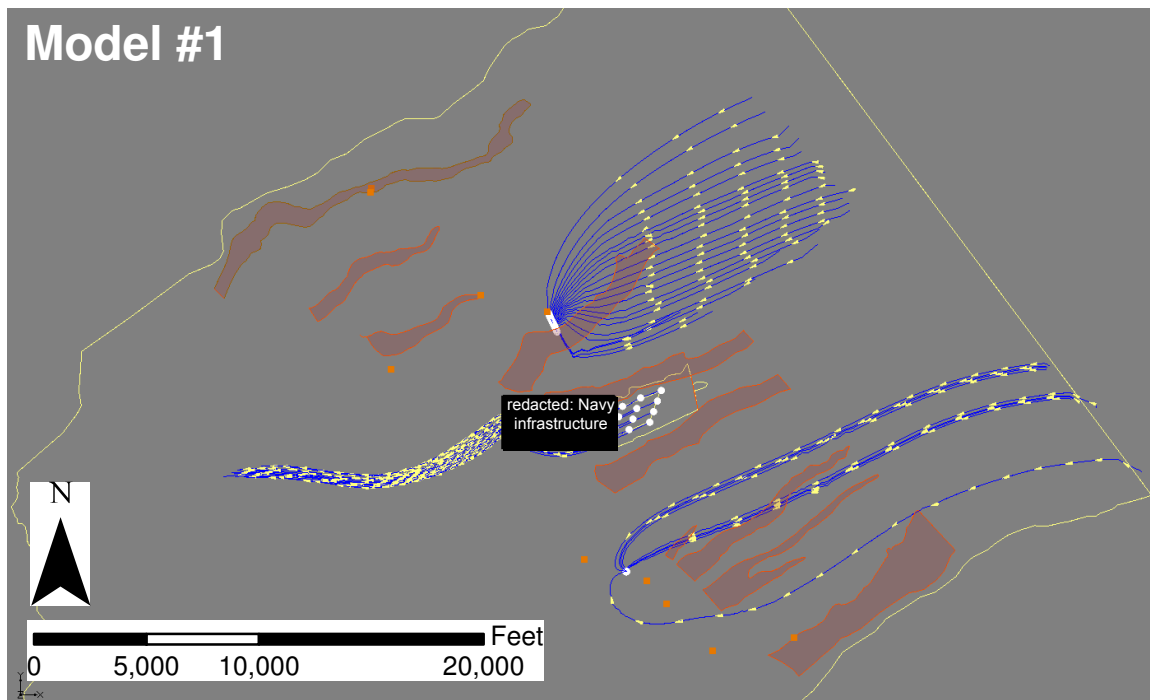 Model #1
redacted: Navy
infrastructure
N
Feet
0 5,000 10,000 20,000
Y
Z X